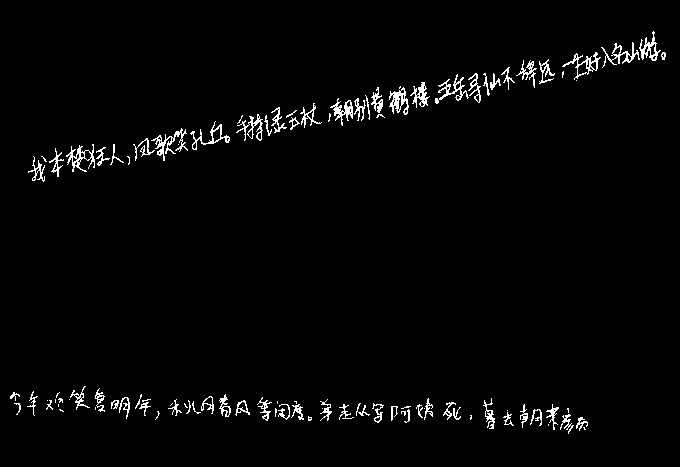 我本楚狂人，凤歌笑孔丘。手持绿玉杖，朝别黄鹤楼。五岳寻仙不辞远，一生好入名山游。
今年欢笑复明年，秋月春风等闲度。弟走从军阿姨死，暮去朝来颜